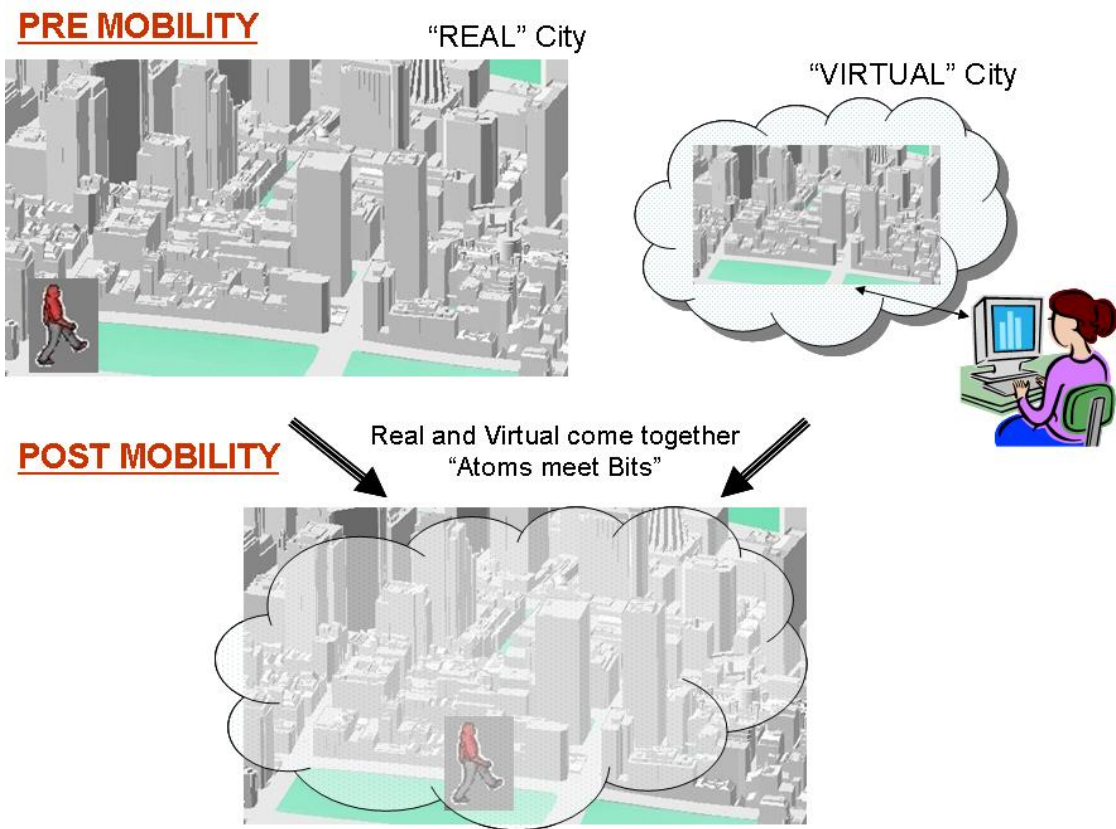 PRE MOBILITY
“REAL” City
“VIRTUAL” City
POST MOBILITY
Real and Virtual come together
“Atoms meet Bits”